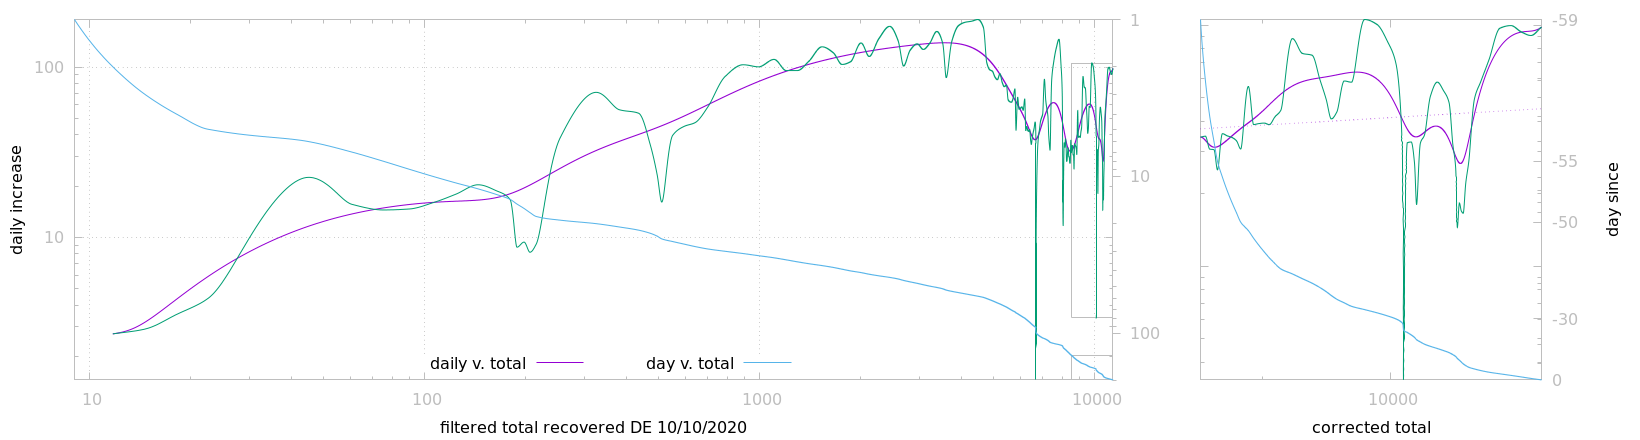 daily increase
100
10
10
100
1000
10000
1
10
100
daily v. total
day v. total
filtered total recovered DE 10/10/2020
10000
-59
-55
-50
-30
0
day since
corrected total